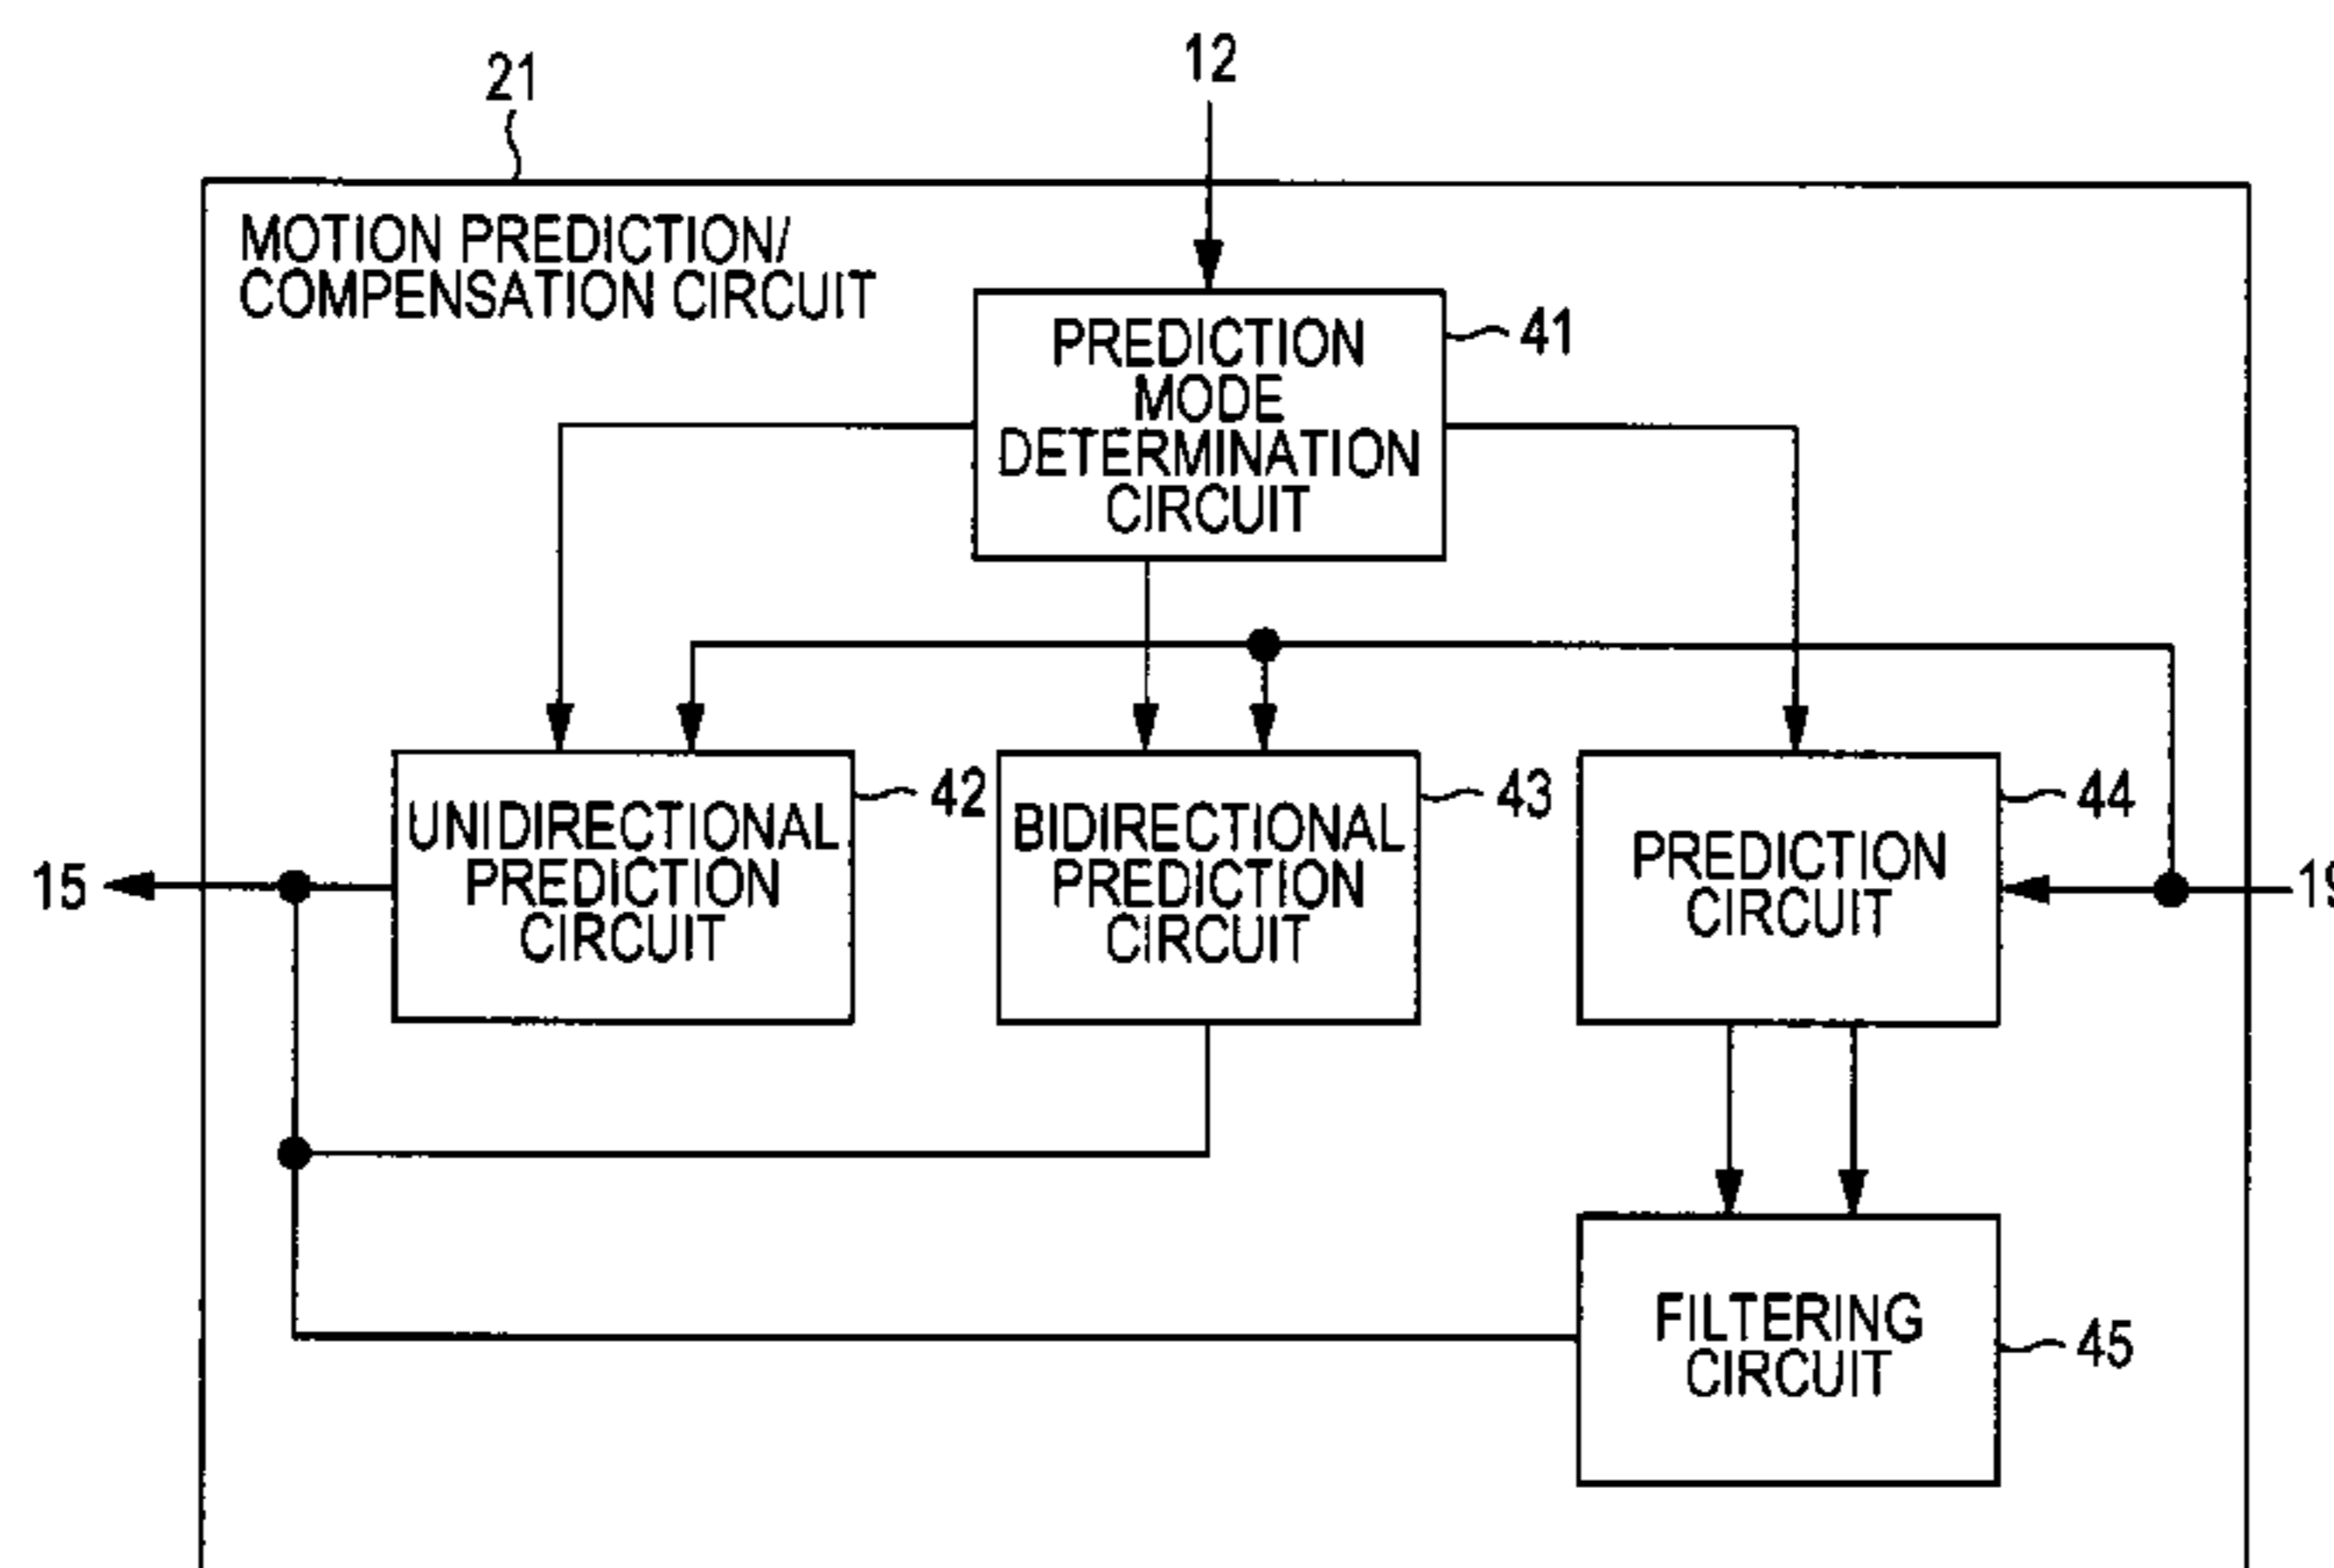 21
12
MOTION PREDICTION/
COMPENSATION CIRCUIT
PREDICTION
MODE
DETERMINATION
CIRCUIT
41
UNIDIRECTIONAL
PREDICTION
CIRCUIT
42
BIDIRECTIONAL
PREDICTION
CIRCUIT
43
PREDICTION
CIRCUIT
44
15
19
FILTERING
CIRCUIT
45